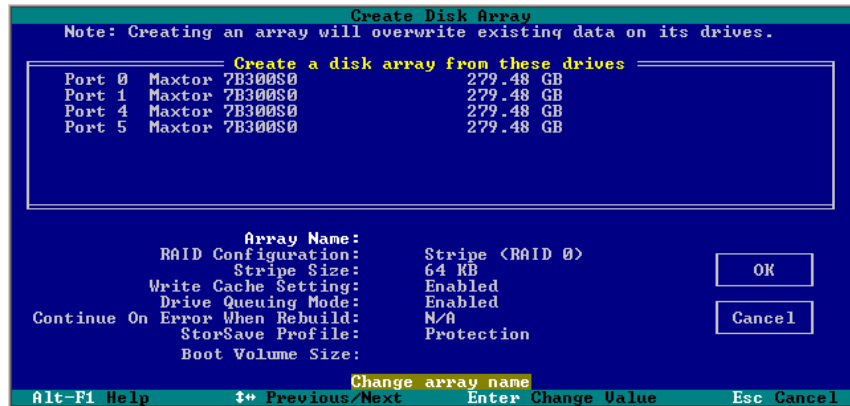 Create Disk Array
Note: Creating an array will overwrite existing data on its drives.
Create a disk array from these drives
Port 0 Maxtor 7B300S0 279.48 GB
Port 1 Maxtor 7B300S0 279.48 GB
Port 4 Maxtor 7B300S0 279.48 GB
Port 5 Maxtor 7B300S0 279.48 GB
Array Name:
RAID Configuration: Stripe (RAID 0)
Stripe Size: 64 KB
Write Cache Setting: Enabled
Drive Queuing Mode: Enabled
Continue On Error When Rebuild: N/A
StorSave Profile: Protection
Boot Volume Size:
OK
Cancel
Change array name
Alt-F1 Help ↕↔ Previous/Next Enter Change Value Esc Cancel